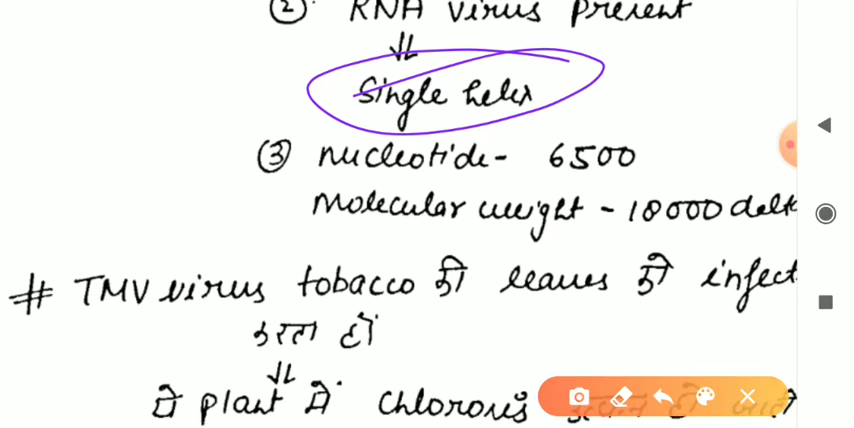 ② RNA virus present
Single helix
③ nucleotide - 6500
molecular weight - 18000 dalt
# TMV virus tobacco की leaves को infect
करता हों
ये plant में chlorosis